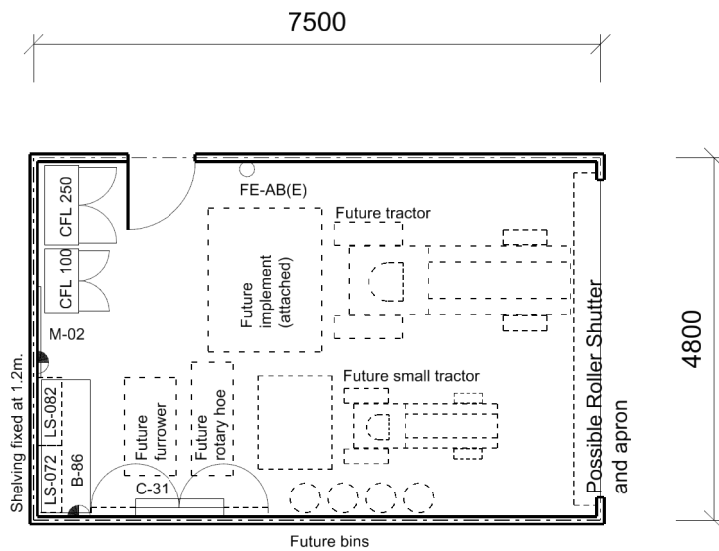 7500
CFL 250
FE-AB(E)
Future tractor
CFL 100
Future
implement
(attached)
M-02
4800
Possible Roller Shutter
and apron
Shelving fixed at 1.2m.
Future small tractor
LS-082
LS-072
B-86
Future
furrower
Future
rotary hoe
C-31
Future bins